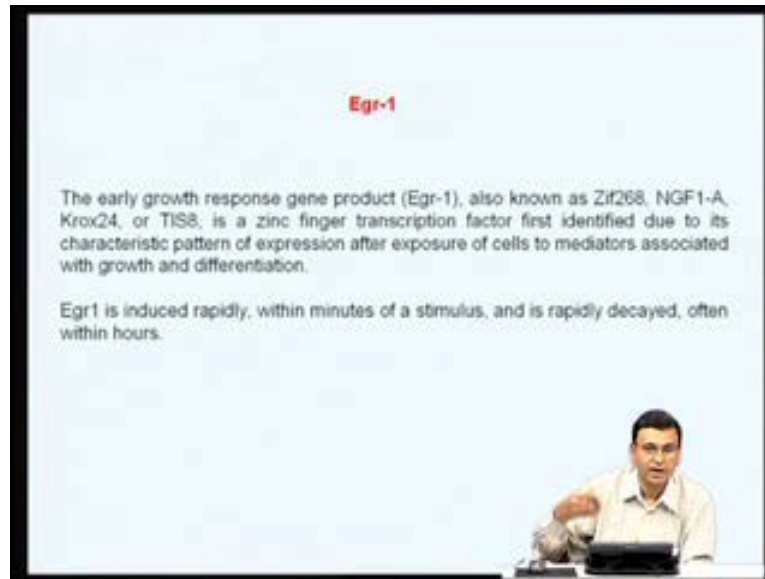 Egr-1
The early growth response gene product (Egr-1), also known as Zif268, NGF1-A,
Krox24, or TIS8, is a zinc finger transcription factor first identified due to its
characteristic pattern of expression after exposure of cells to mediators associated
with growth and differentiation.
Egr1 is induced rapidly, within minutes of a stimulus, and is rapidly decayed, often
within hours.